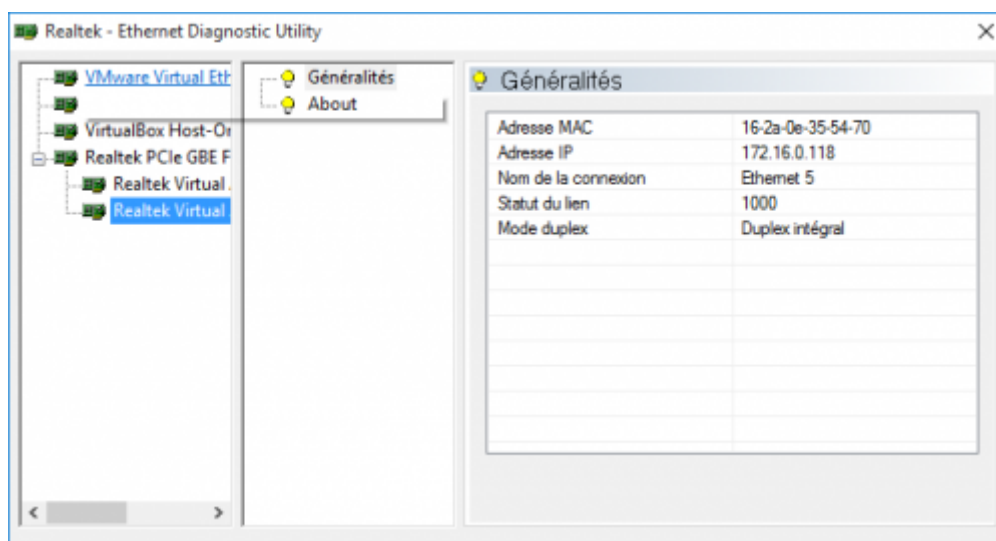 Realtek - Ethernet Diagnostic Utility
VMware Virtual Eth
VirtualBox Host-On
Realtek PCIe GBE F
Realtek Virtual
Realtek Virtual
Généralités
About
Généralités
Adresse MAC 16-2a-0e-35-54-70
Adresse IP 172.16.0.118
Nom de la connexion Ethernet 5
Statut du lien 1000
Mode duplex Duplex intégral